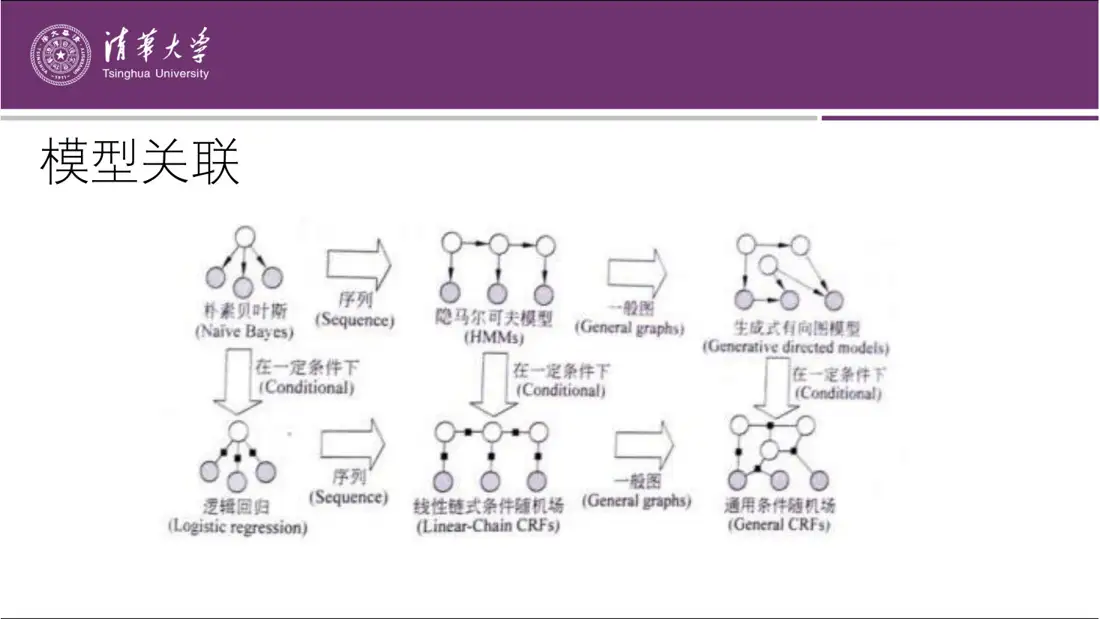 清华大学
Tsinghua University
模型关联
朴素贝叶斯
(Naïve Bayes)
序列
(Sequence)
隐马尔可夫模型
(HMMs)
一般图
(General graphs)
生成式有向图模型
(Generative directed models)
在一定条件下
(Conditional)
在一定条件下
(Conditional)
在一定条件下
(Conditional)
逻辑回归
(Logistic regression)
序列
(Sequence)
线性链式条件随机场
(Linear-Chain CRFs)
一般图
(General graphs)
通用条件随机场
(General CRFs)